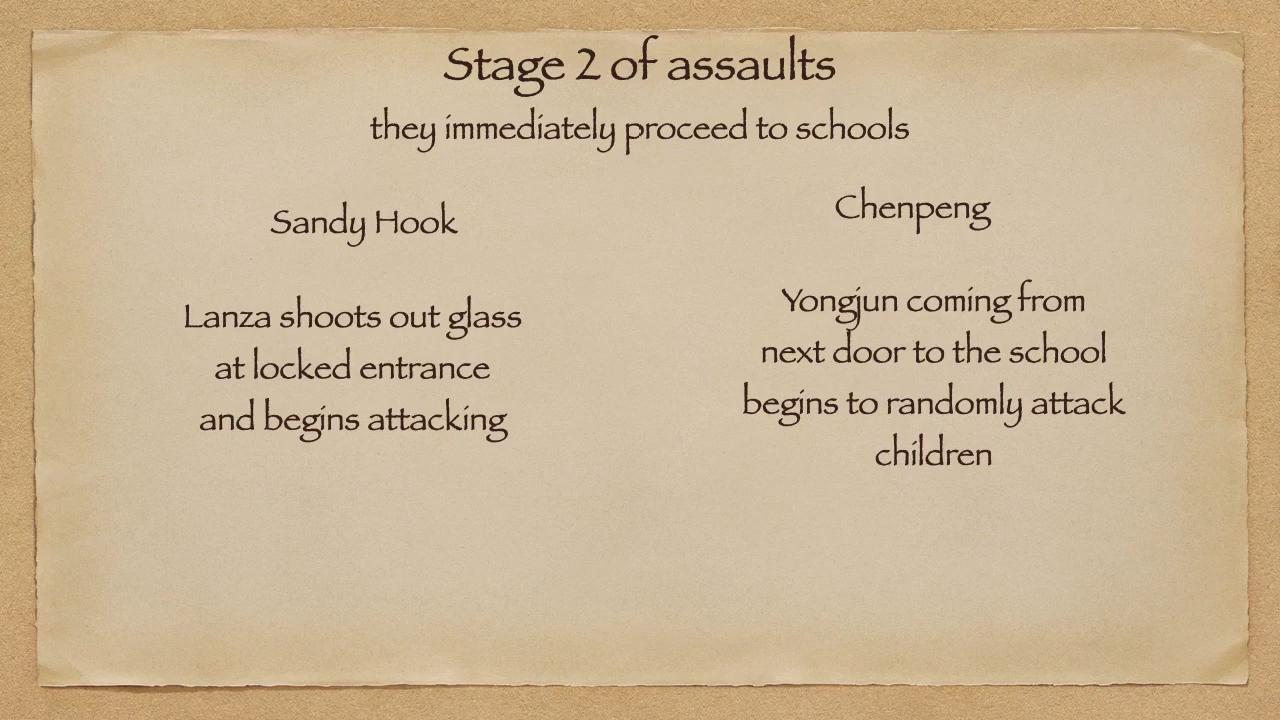 Stage 2 of assaults
they immediately proceed to schools
Sandy Hook
Lanza shoots out glass
at locked entrance
and begins attacking
Chenpeng
Yongjun coming from
next door to the school
begins to randomly attack
children